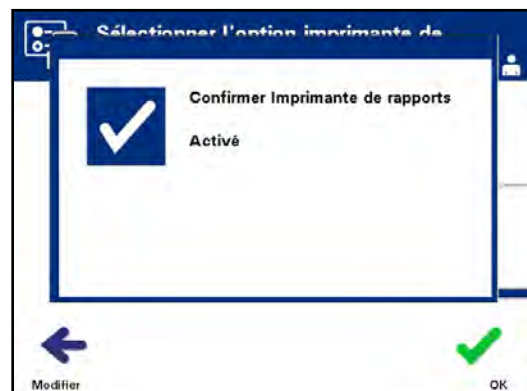 Sélectionner l'option imprimante de
Confirmer Imprimante de rapports
Activé
Modifier
OK